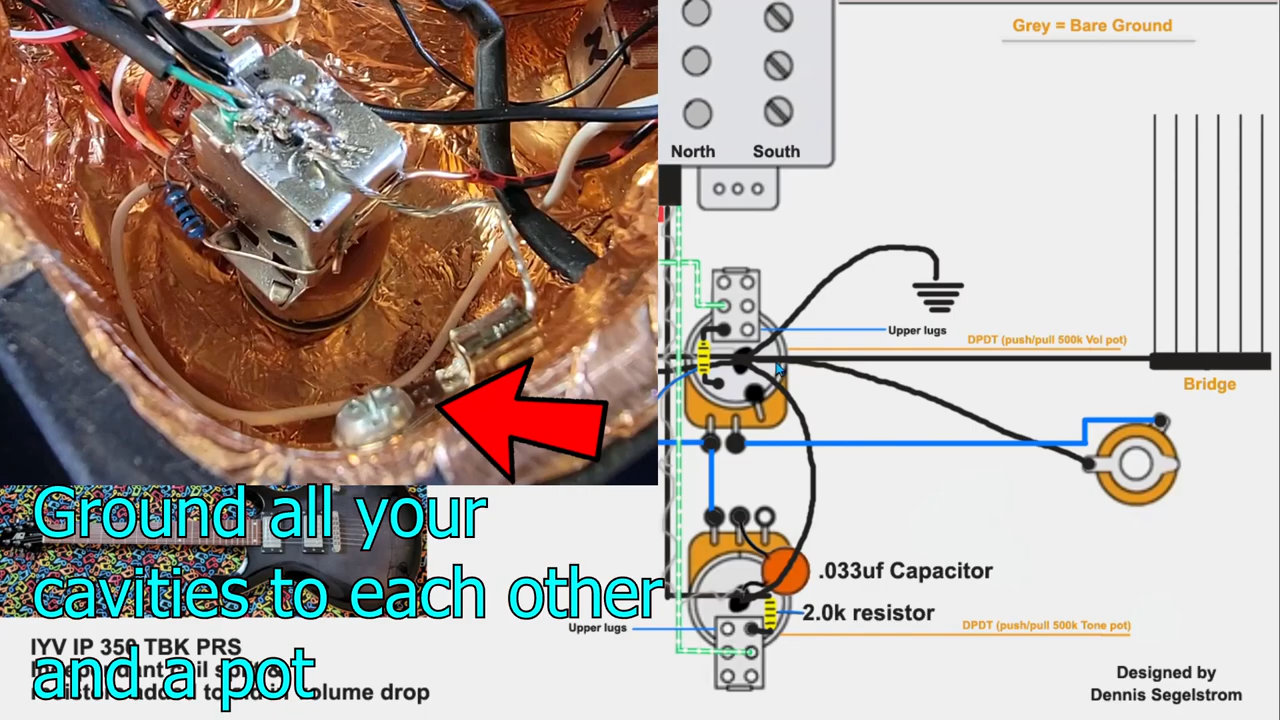 Grey = Bare Ground
North
South
Upper lugs
DPDT (push/pull 500k Vol pot)
Bridge
Ground all your
cavities to each other
and a pot
.033uf Capacitor
2.0k resistor
Upper lugs
DPDT (push/pull 500k Tone pot)
IYV IP 350 TBK PRS
volume drop
Designed by
Dennis Segelstrom